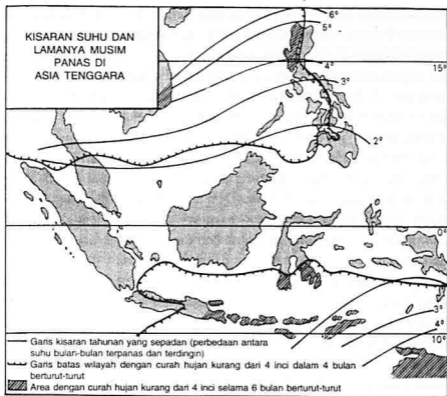 KISARAN SUHU DAN
LAMANYA MUSIM
PANAS DI
ASIA TENGGARA
6°
5°
15°
4°
3°
2°
0°
3°
4°
10°
Garis kisaran tahunan yang sepadan (perbedaan antara
suhu bulan-bulan terpanas dan terdingin)
Garis batas wilayah dengan curah hujan kurang dari 4 inci dalam 4 bulan
berturut-turut
Area dengan curah hujan kurang dari 4 inci selama 6 bulan berturut-turut